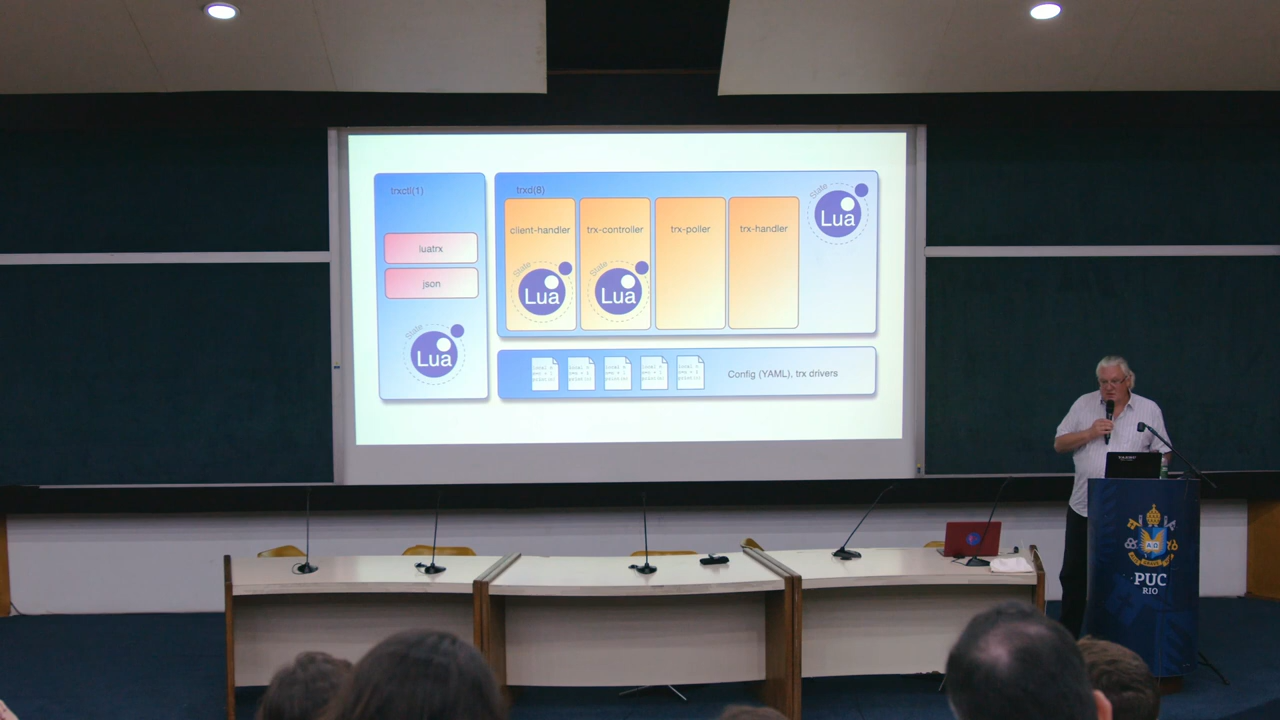 trxctl(1)
luatrx
json
State
Lua
trxd(8)
client-handler
State
Lua
trx-controller
State
Lua
trx-poller
trx-handler
State
Lua
Config (YAML), trx drivers
PUC
RIO